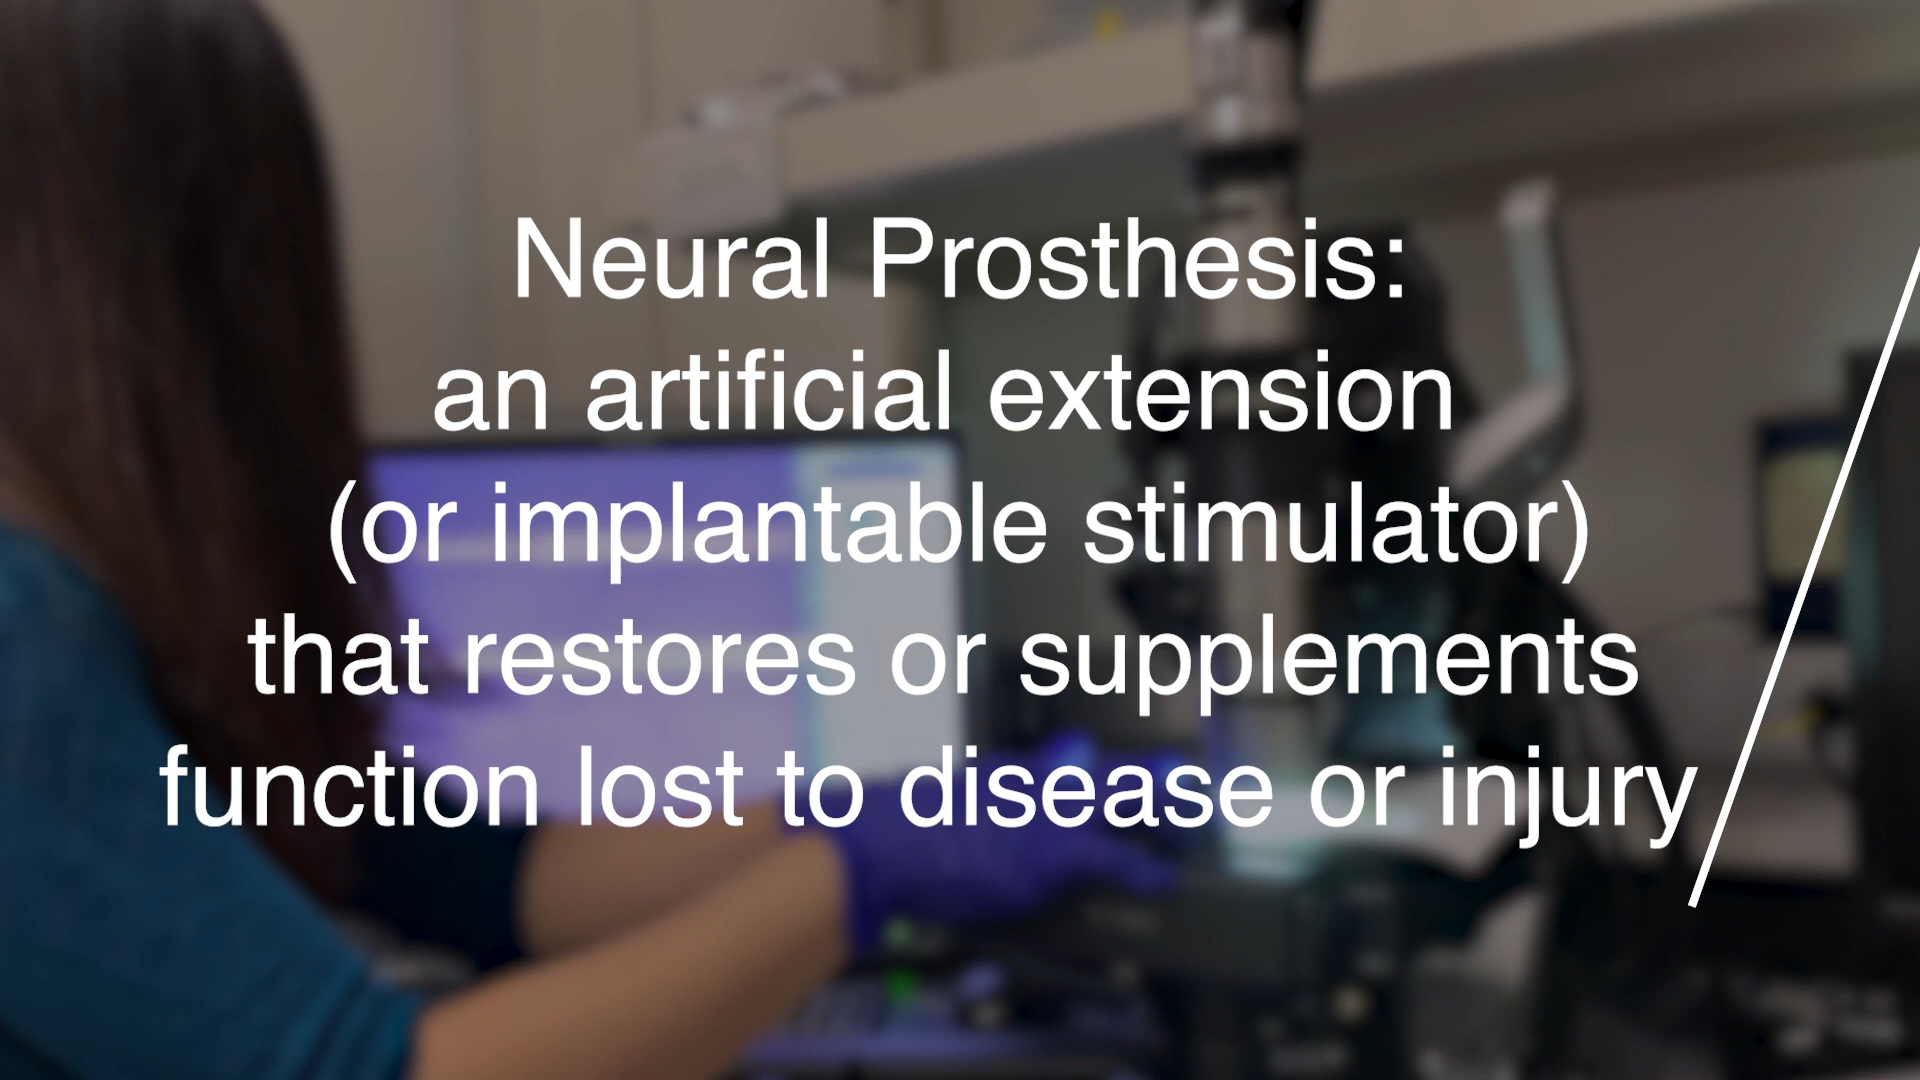 Neural Prosthesis:
an artificial extension
(or implantable stimulator)
that restores or supplements
function lost to disease or injury